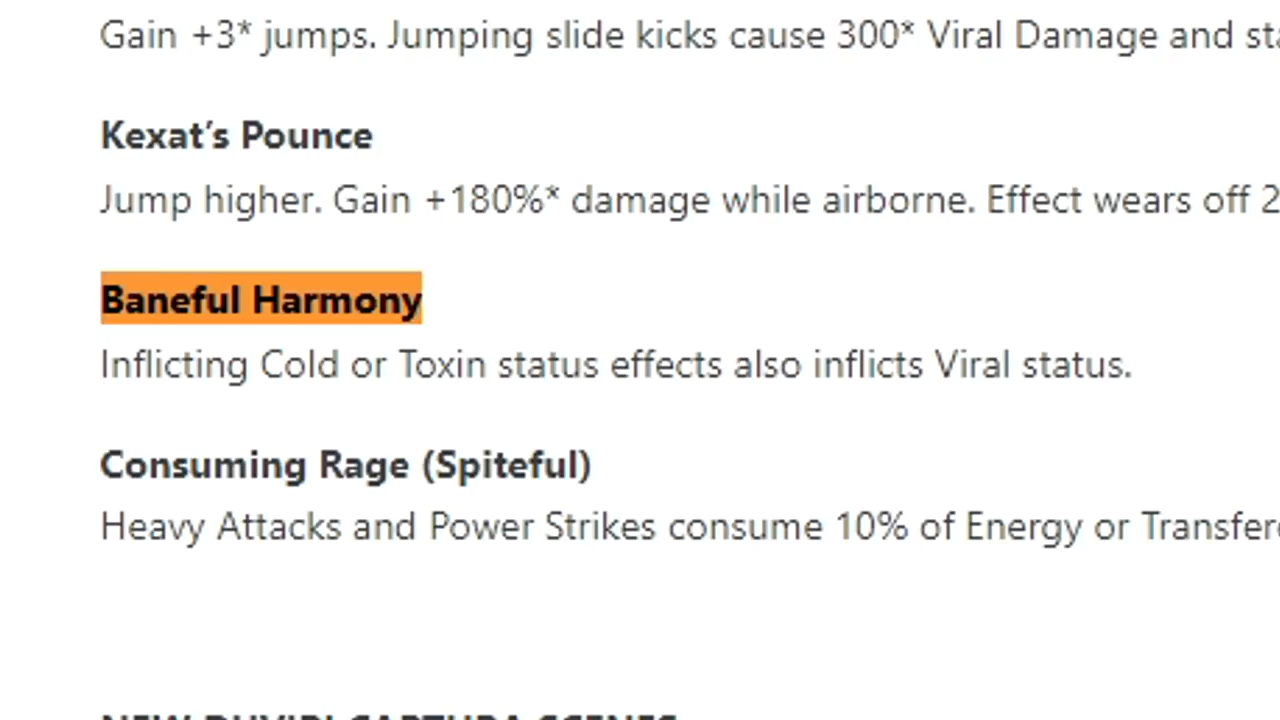 Gain +3* jumps. Jumping slide kicks cause 300* Viral Damage and
Kexat’s Pounce
Jump higher. Gain +180%* damage while airborne. Effect wears off
Baneful Harmony
Inflicting Cold or Toxin status effects also inflicts Viral status.
Consuming Rage (Spiteful)
Heavy Attacks and Power Strikes consume 10% of Energy or